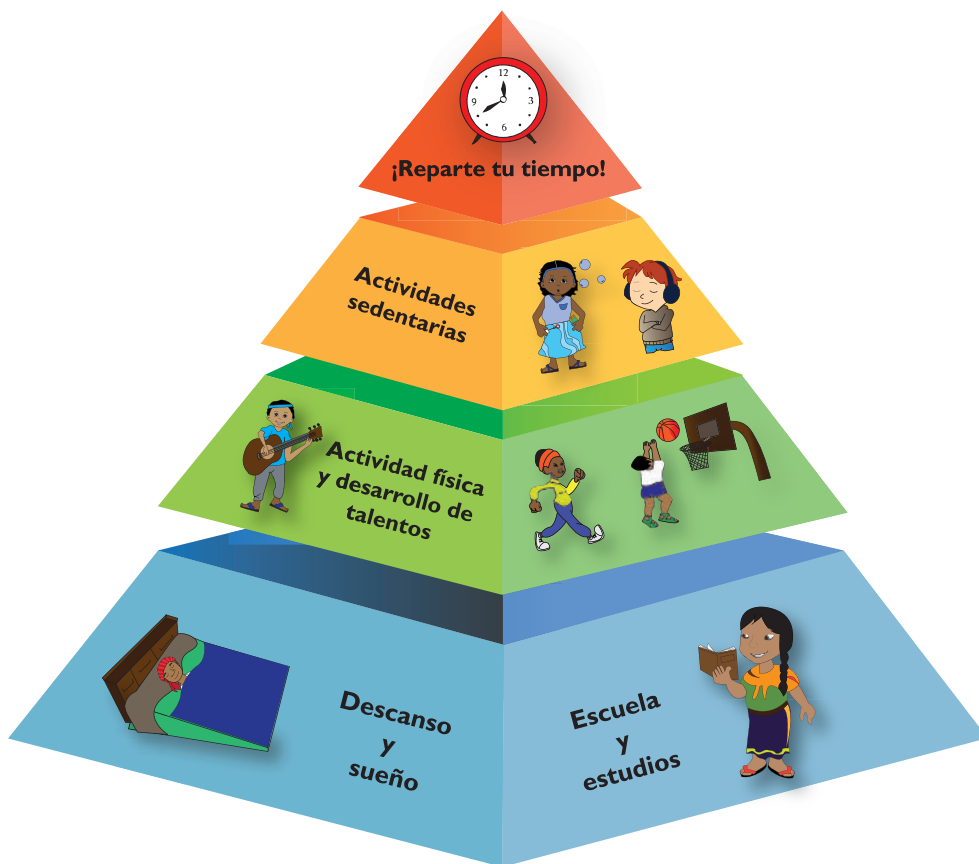 12
9
3
6
¡Reparte tu tiempo!
Actividades
sedentarias
Actividad física
y desarrollo de
talentos
Descanso
y
sueño
Escuela
y
estudios